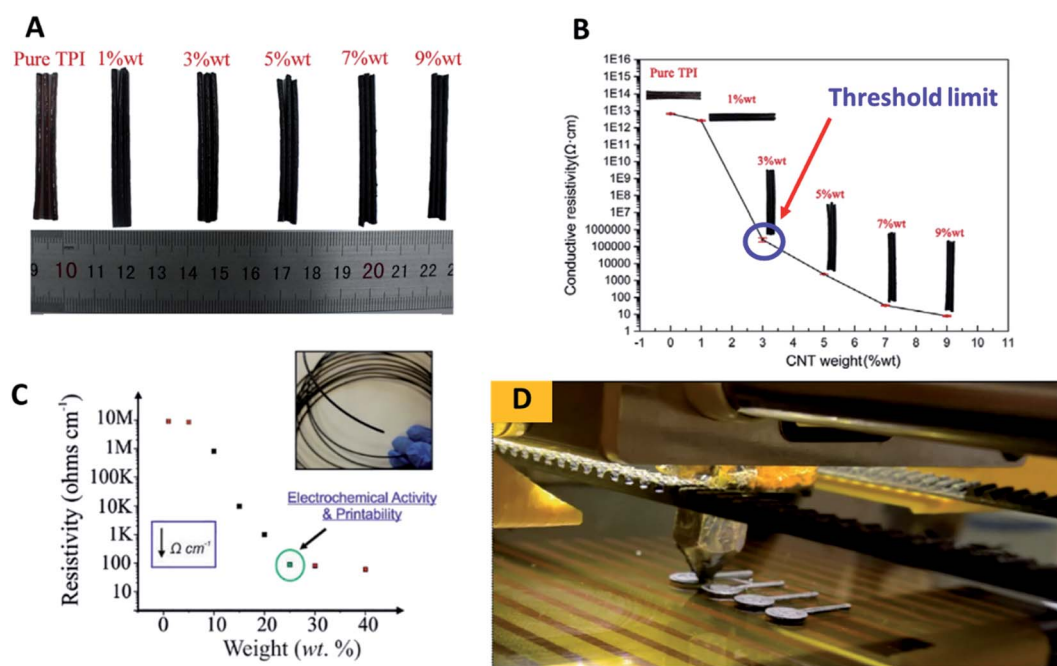 A
Pure TPI 1%wt 3%wt 5%wt 7%wt 9%wt
9 10 11 12 13 14 15 16 17 18 19 20 21 22 2
B
1E16
1E15
1E14
1E13
1E12
1E11
1E10
1E9
1E8
1E7
1000000
100000
10000
1000
100
10
1
Conductive resistivity(Ω·cm)
Pure TPI
1%wt
Threshold limit
3%wt
5%wt
7%wt
9%wt
-1 0 1 2 3 4 5 6 7 8 9 10 11
CNT weight(%wt)
C
10M
1M
100K
10K
1K
100
10
Resistivity (ohms cm⁻¹)
Electrochemical Activity
& Printability
Ω cm⁻¹
0 10 20 30 40
Weight (wt. %)
D